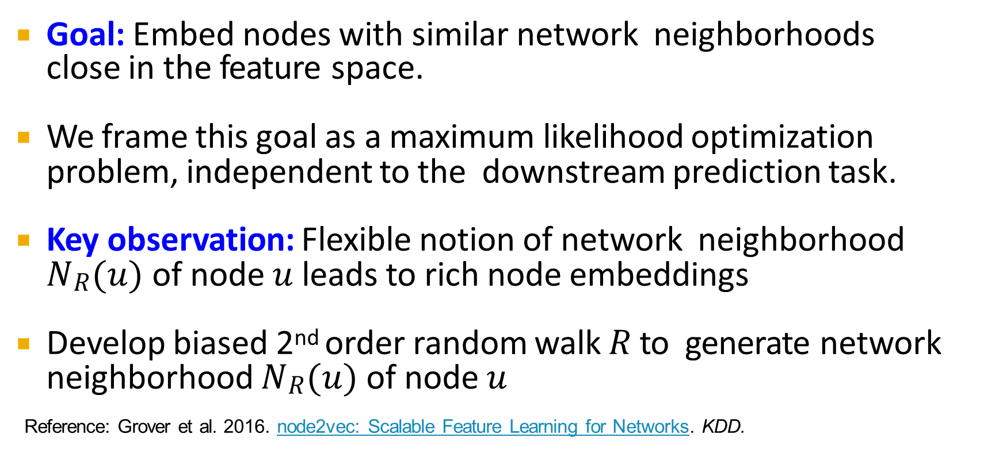 Goal: Embed nodes with similar network neighborhoods
close in the feature space.
We frame this goal as a maximum likelihood optimization
problem, independent to the downstream prediction task.
Key observation: Flexible notion of network neighborhood
N_R(u) of node u leads to rich node embeddings
Develop biased 2nd order random walk R to generate network
neighborhood N_R(u) of node u
Reference: Grover et al. 2016. node2vec: Scalable Feature Learning for Networks. KDD.